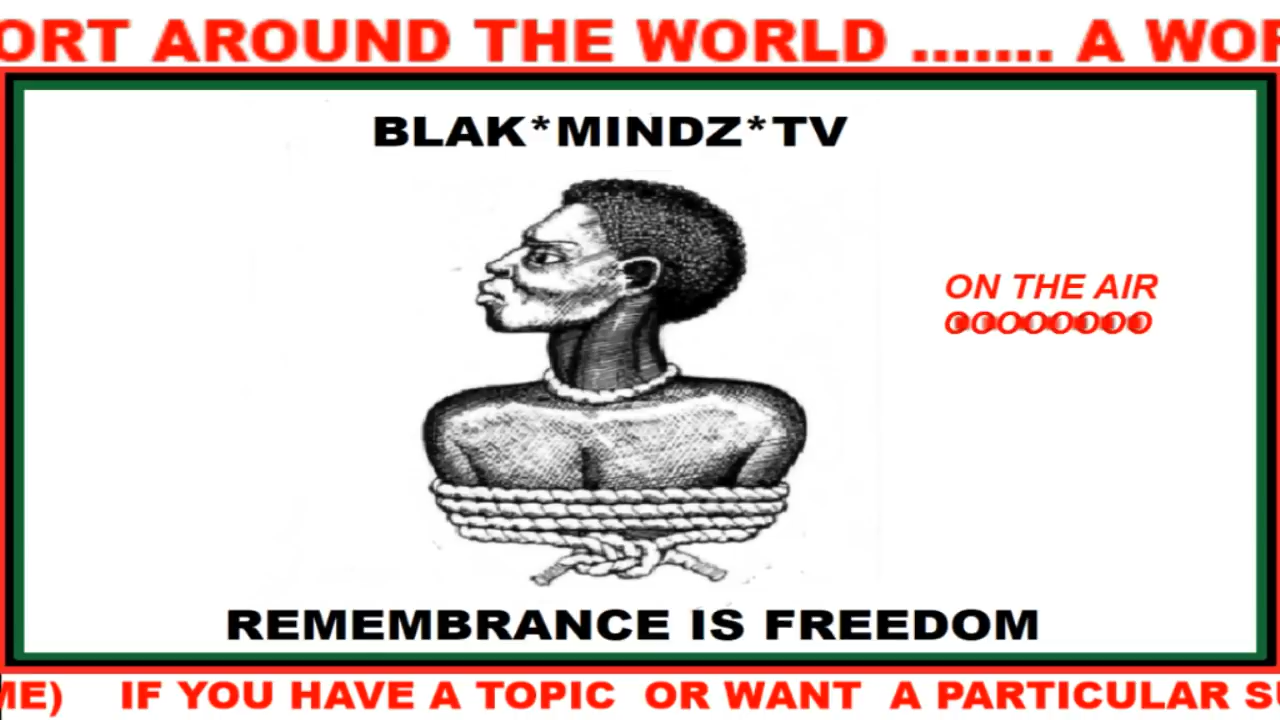 ORT AROUND THE WORLD ....... A WOR
BLAK*MINDZ*TV
ON THE AIR
REMEMBRANCE IS FREEDOM
ME) IF YOU HAVE A TOPIC OR WANT A PARTICULAR S